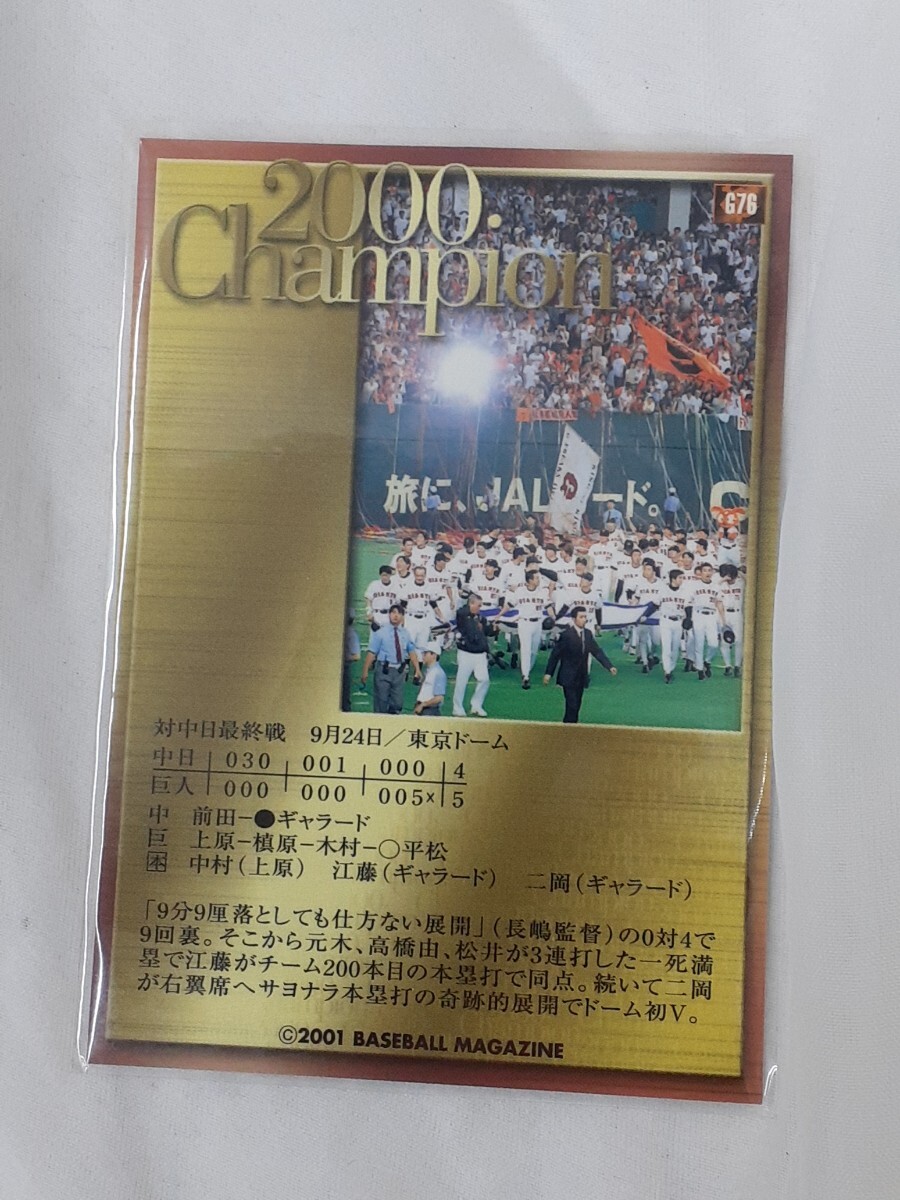 2000.
Champion
G76
旅に、JALカード。
GIANTS
対中日最終戦 9月24日／東京ドーム
中日 030 001 000 4
巨人 000 000 005x 5
中 前田−●ギャラード
巨 上原−槙原−木村−○平松
本 中村（上原） 江藤（ギャラード） 二岡（ギャラード）
「9分9厘落としても仕方ない展開」（長嶋監督）の0対4で
9回裏。そこから元木、高橋由、松井が3連打した一死満
塁で江藤がチーム200本目の本塁打で同点。続いて二岡
が右翼席へサヨナラ本塁打の奇跡的展開でドーム初V。
©2001 BASEBALL MAGAZINE